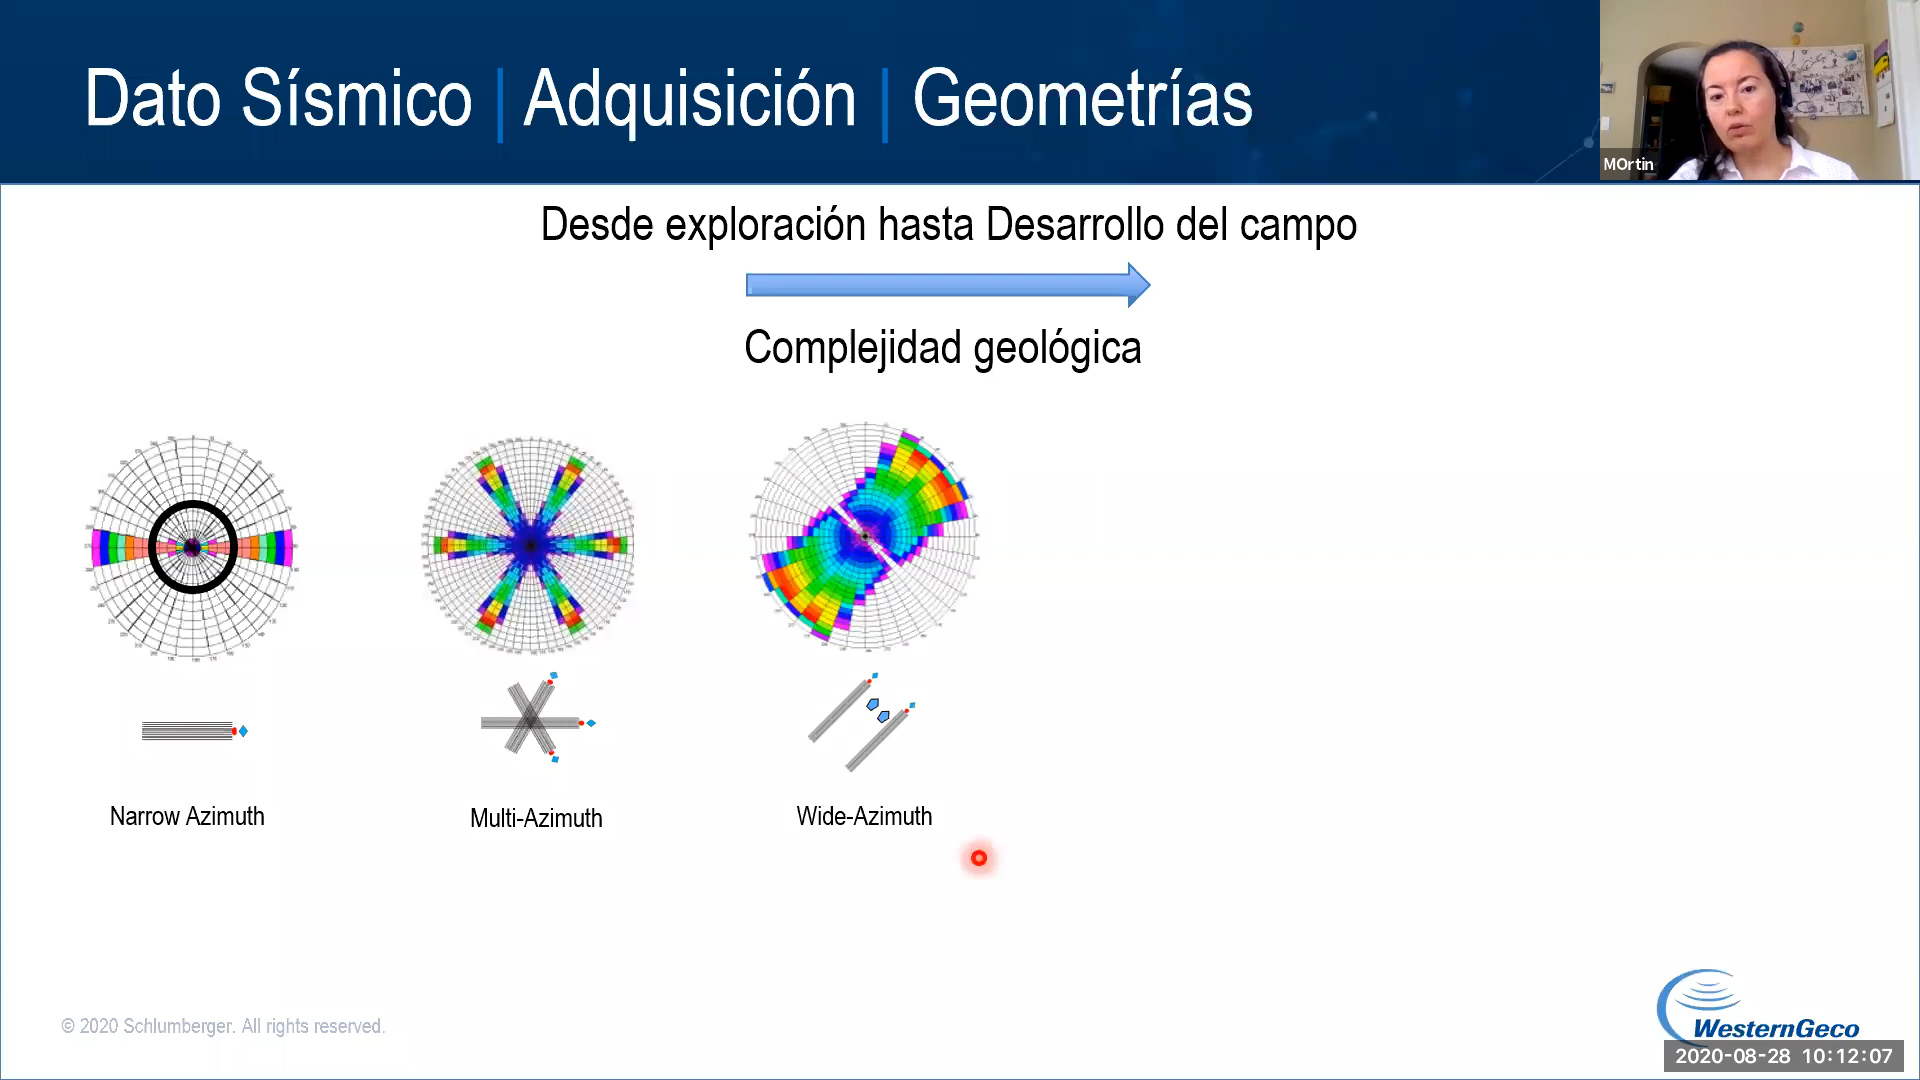 Dato Sísmico | Adquisición | Geometrías
MOrtin
Desde exploración hasta Desarrollo del campo
Complejidad geológica
Narrow Azimuth
Multi-Azimuth
Wide-Azimuth
© 2020 Schlumberger. All rights reserved.
WesternGeco
2020-08-28 10:12:07